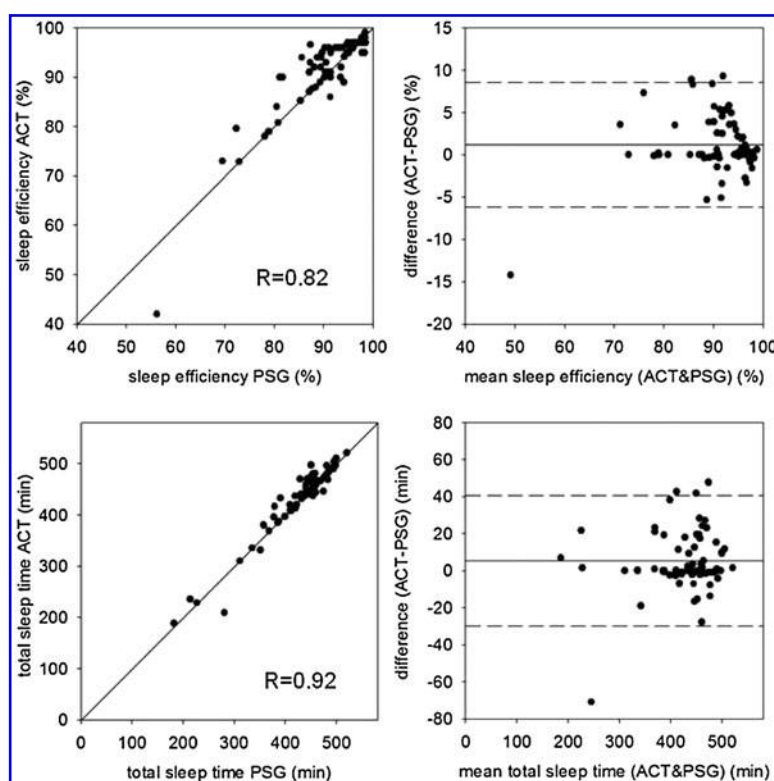 sleep efficiency ACT (%)
100
90
80
70
60
50
40
R=0.82
40 50 60 70 80 90 100
sleep efficiency PSG (%)
difference (ACT-PSG) (%)
15
10
5
0
-5
-10
-15
-20
40 50 60 70 80 90 100
mean sleep efficiency (ACT&PSG) (%)
total sleep time ACT (min)
500
400
300
200
100
0
R=0.92
0 100 200 300 400 500
total sleep time PSG (min)
difference (ACT-PSG) (min)
80
60
40
20
0
-20
-40
-60
-80
0 100 200 300 400 500
mean total sleep time (ACT&PSG) (min)